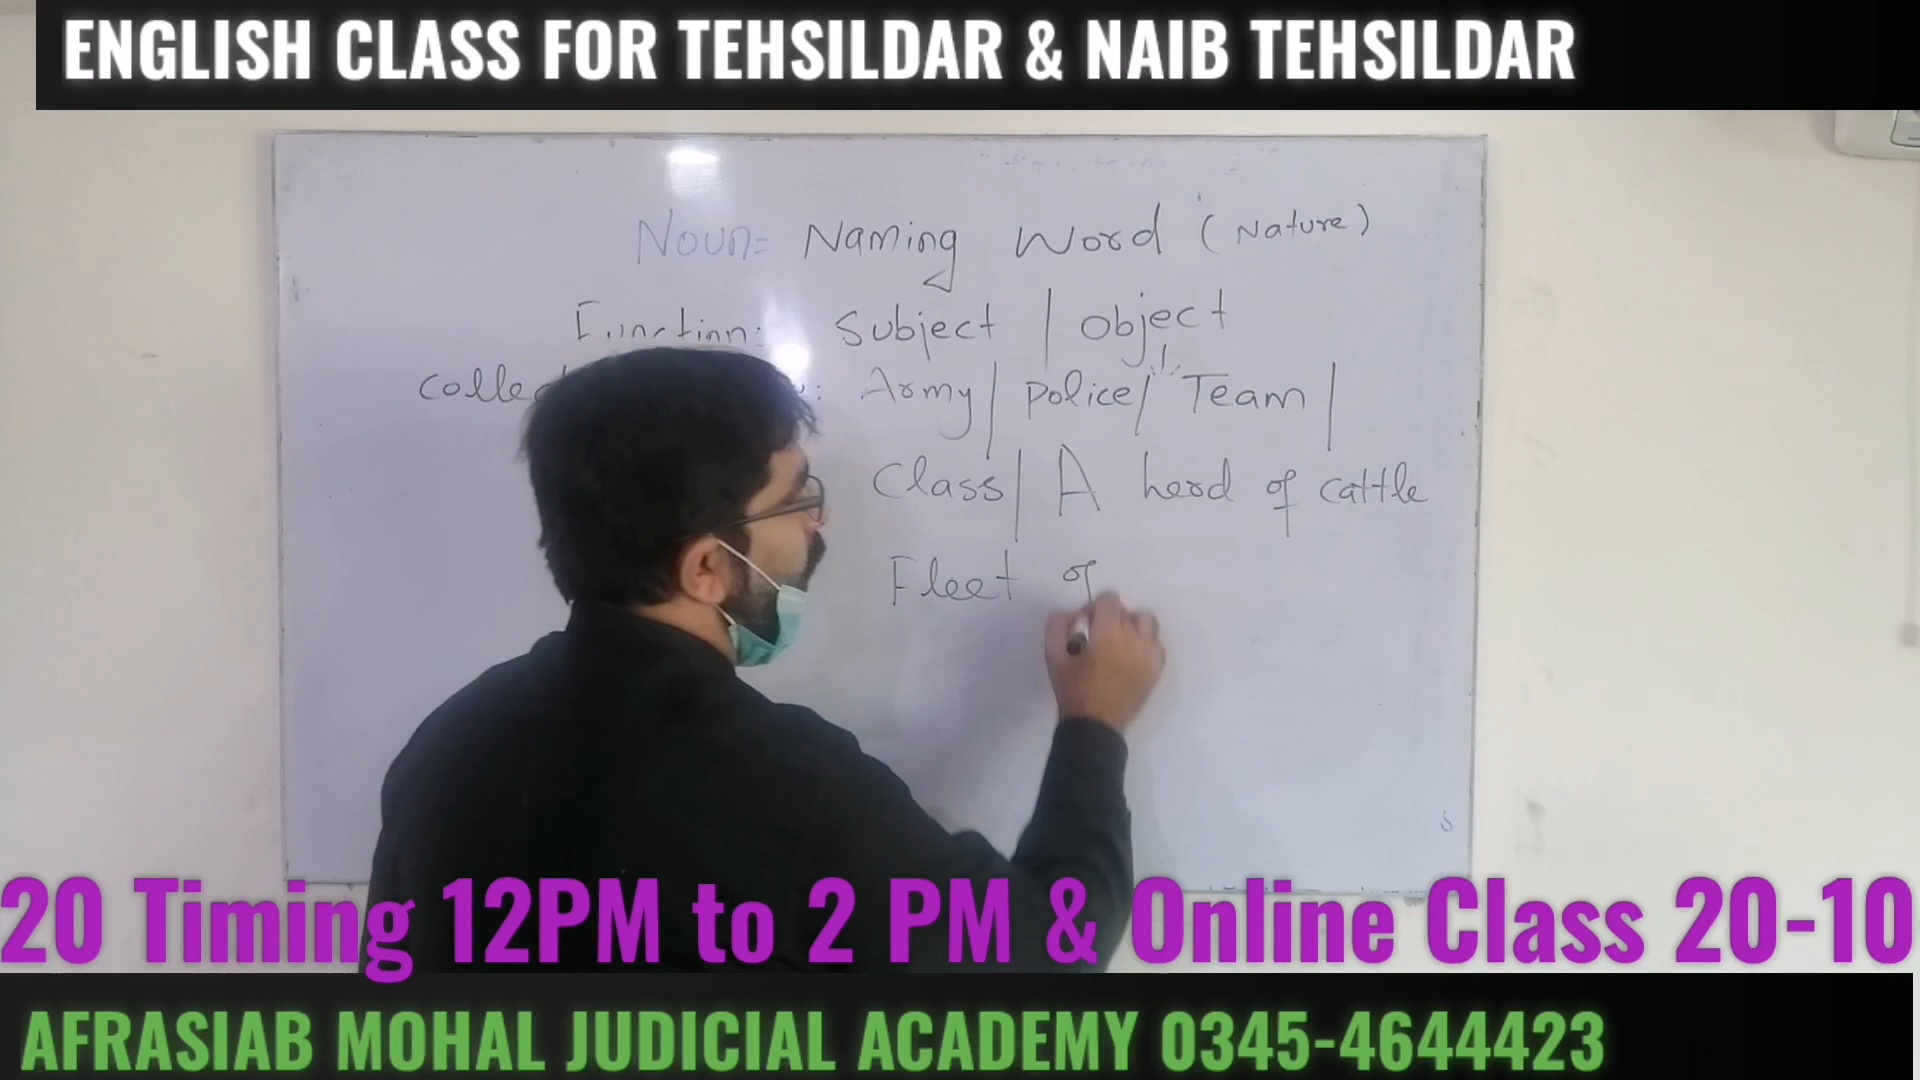 ENGLISH CLASS FOR TEHSILDAR & NAIB TEHSILDAR
Noun= Naming Word (Nature)
Function: Subject | Object
Army/ Police/ Team |
Class/ A herd of cattle
Fleet of
20 Timing 12PM to 2 PM & Online Class 20-10
AFRASIAB MOHAL JUDICIAL ACADEMY 0345-4644423